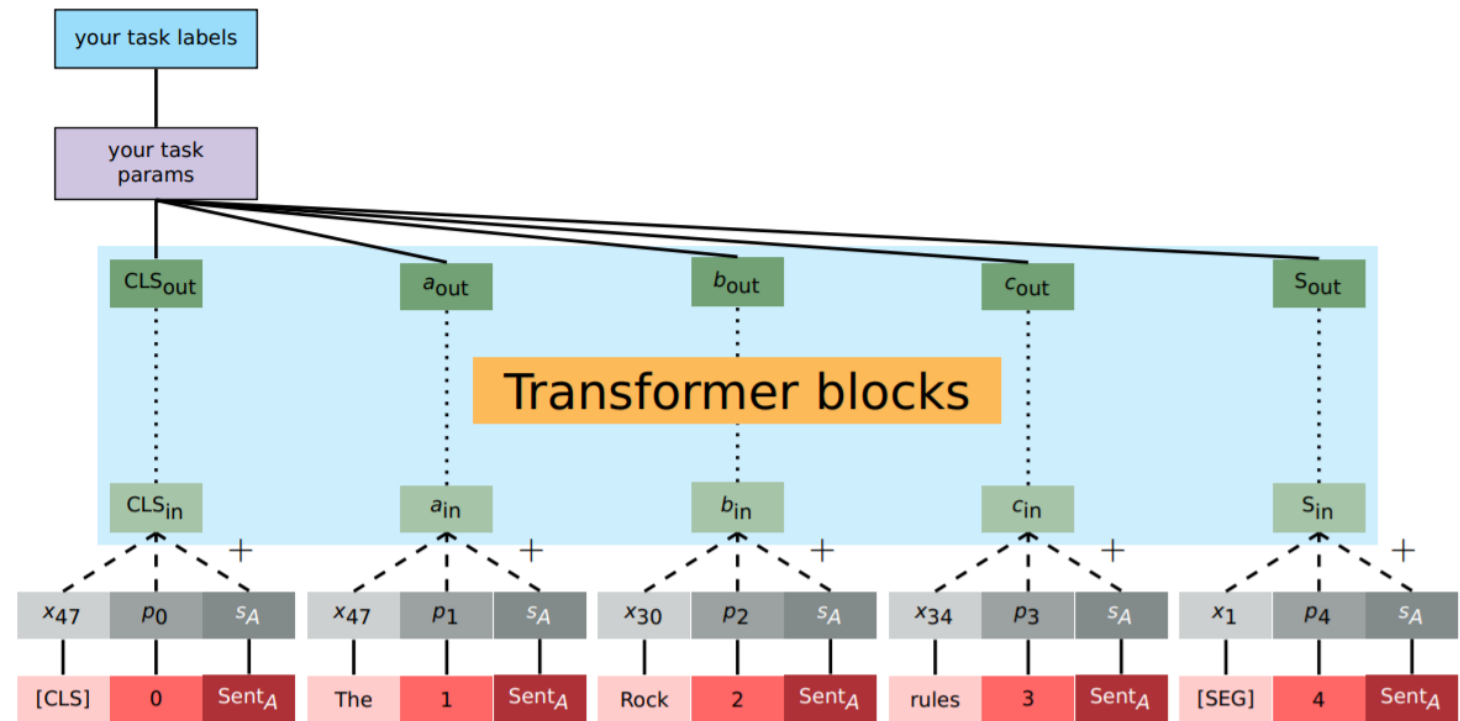 your task labels
your task
params
CLSout aout bout cout Sout
Transformer blocks
CLSin ain bin cin Sin
+ + + + +
x47 p0 sA x47 p1 sA x30 p2 sA x34 p3 sA x1 p4 sA
[CLS] 0 SentA The 1 SentA Rock 2 SentA rules 3 SentA [SEG] 4 SentA